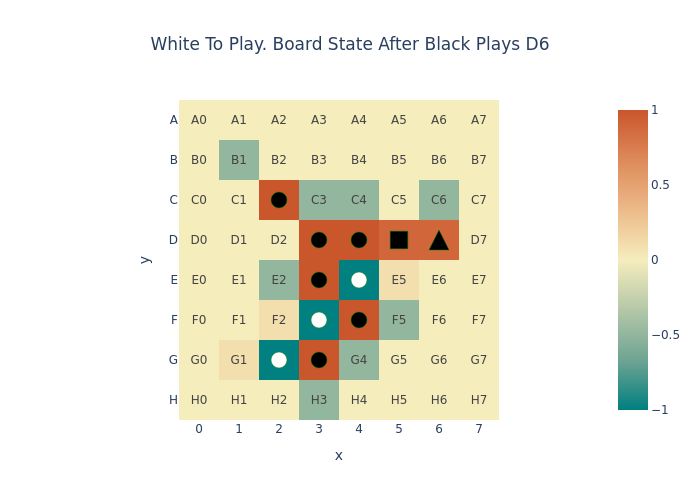 White To Play. Board State After Black Plays D6
A A0 A1 A2 A3 A4 A5 A6 A7 1
B B0 B1 B2 B3 B4 B5 B6 B7
C C0 C1 C3 C4 C5 C6 C7 0.5
D D0 D1 D2 D7
y 0
E E0 E1 E2 E5 E6 E7
F F0 F1 F2 F5 F6 F7 −0.5
G G0 G1 G4 G5 G6 G7
H H0 H1 H2 H3 H4 H5 H6 H7 −1
0 1 2 3 4 5 6 7
x